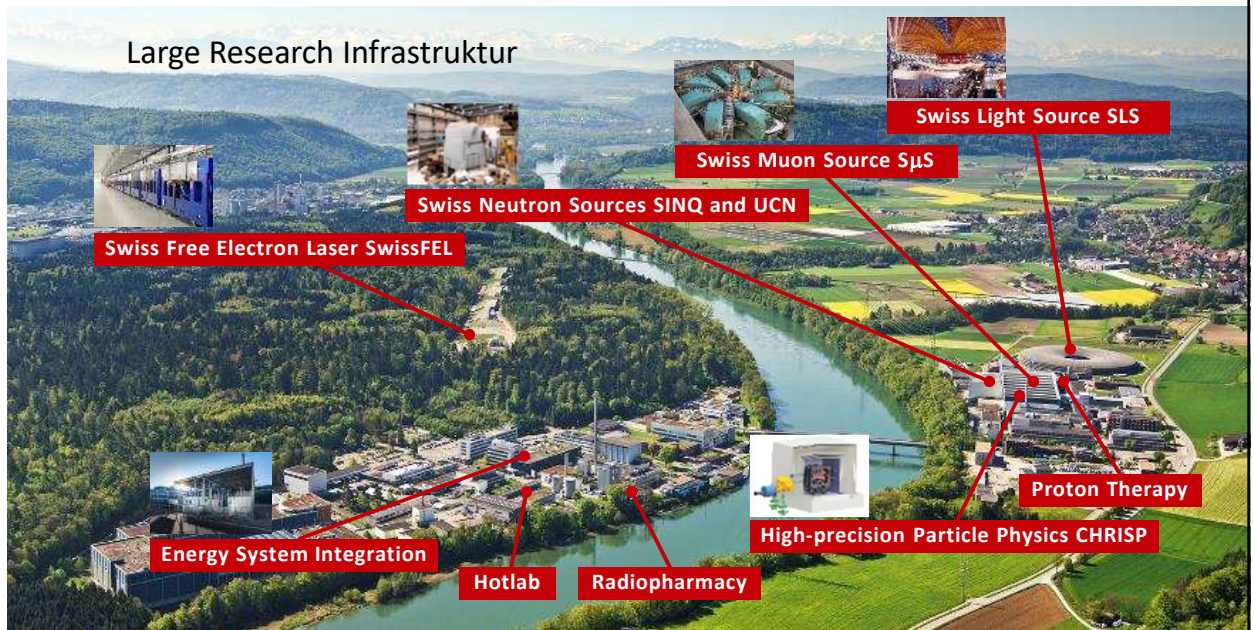 Large Research Infrastruktur
Swiss Light Source SLS
Swiss Muon Source SμS
Swiss Neutron Sources SINQ and UCN
Swiss Free Electron Laser SwissFEL
Proton Therapy
High-precision Particle Physics CHRISP
Energy System Integration
Hotlab
Radiopharmacy